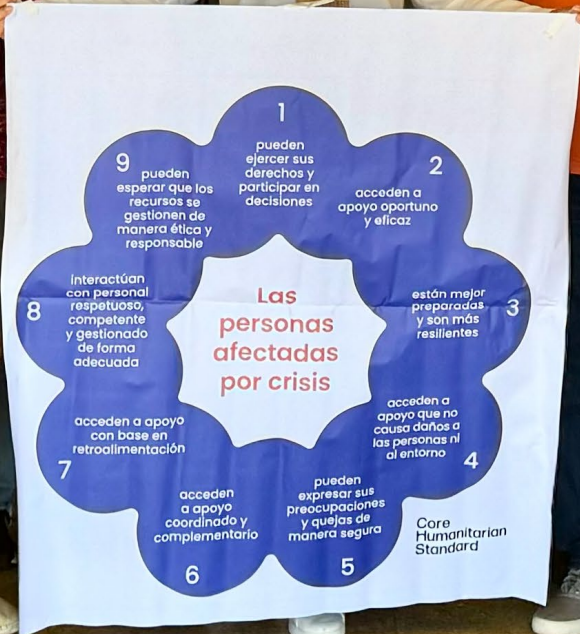 1
pueden
ejercer sus
derechos y
participar en
decisiones
2
acceden a
apoyo oportuno
y eficaz
están mejor
preparadas
y son más
resilientes
3
acceden a
apoyo que no
causa daños a
las personas ni
al entorno
4
pueden
expresar sus
preocupaciones
y quejas de
manera segura
5
acceden
a apoyo
coordinado y
complementario
6
acceden a apoyo
con base en
retroalimentación
7
interactúan
con personal
respetuoso,
competente
y gestionado
de forma
adecuada
8
9
pueden
esperar que los
recursos se
gestionen de
manera ética y
responsable
Las
personas
afectadas
por crisis
Core
Humanitarian
Standard